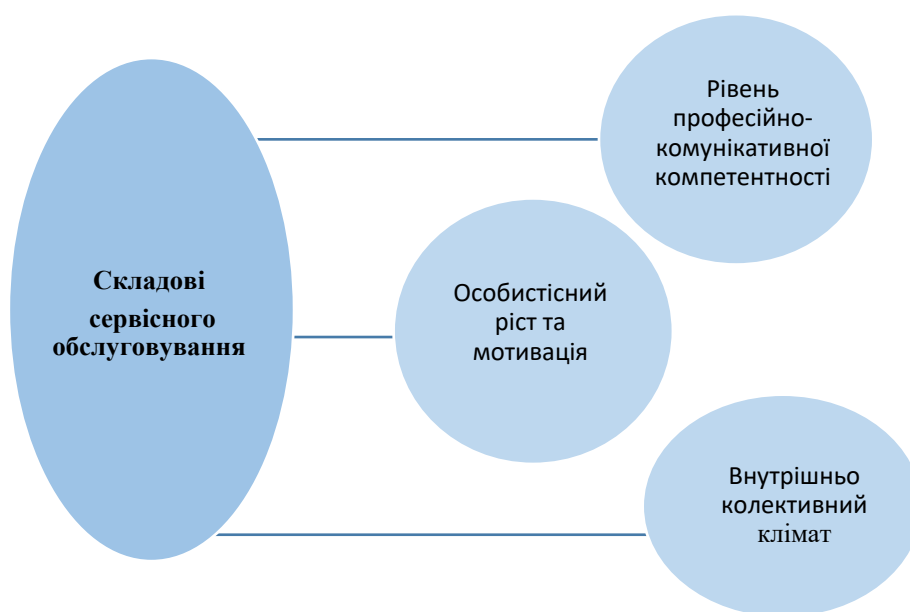 Складові
сервісного
обслуговування
Рівень
професійно-
комунікативної
компетентності
Особистісний
ріст та
мотивація
Внутрішньо
колективний
клімат